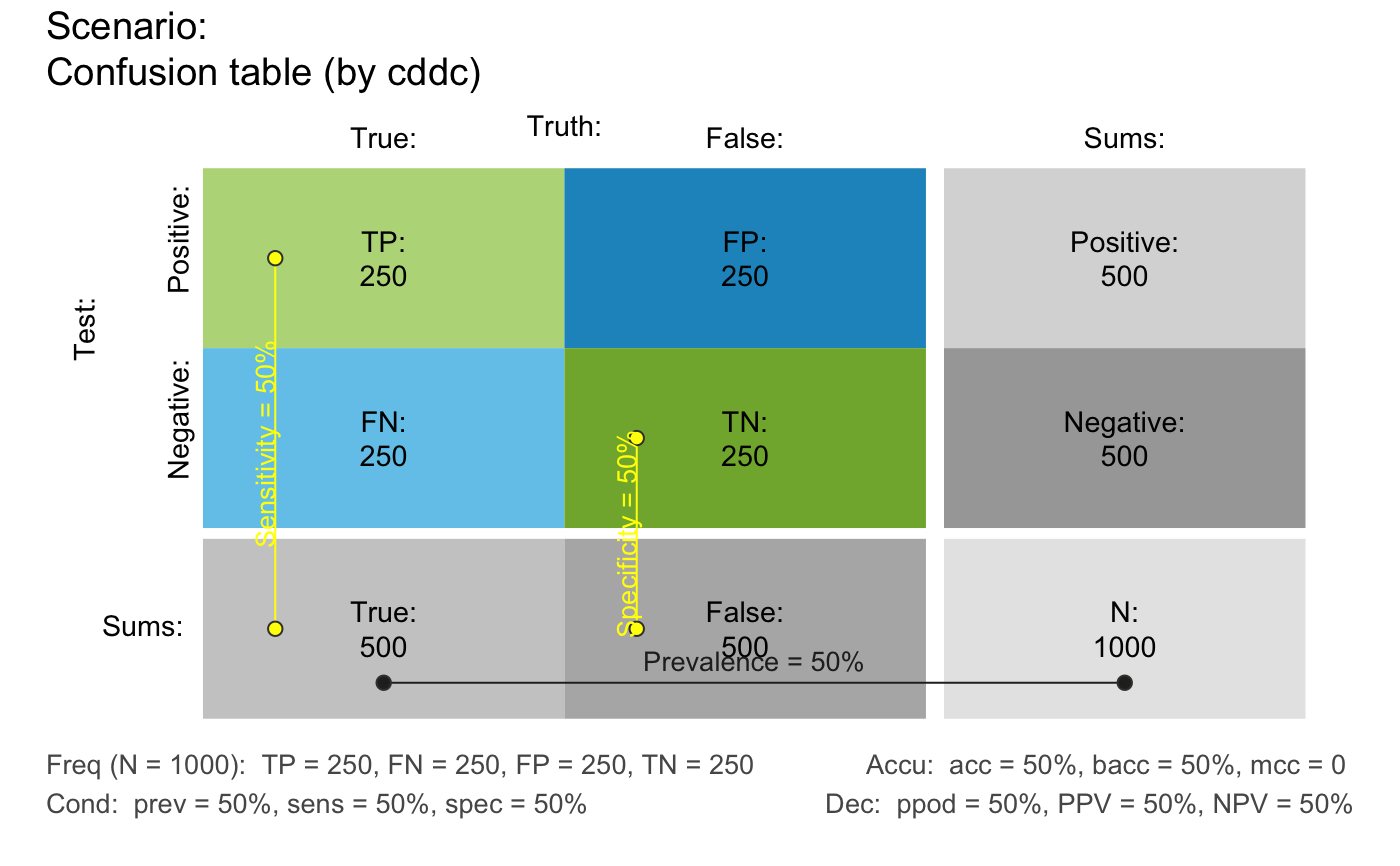 Scenario:
Confusion table (by cddc)
Truth:
True:
False:
Sums:
Test:
Positive:
TP:
250
FP:
250
Positive:
500
Negative:
FN:
250
TN:
250
Negative:
500
Sensitivity = 50%
Specificity = 50%
Sums:
True:
500
False:
500
N:
1000
Prevalence = 50%
Freq (N = 1000):  TP = 250, FN = 250, FP = 250, TN = 250
Accu:  acc = 50%, bacc = 50%, mcc = 0
Cond:  prev = 50%, sens = 50%, spec = 50%
Dec:  ppod = 50%, PPV = 50%, NPV = 50%